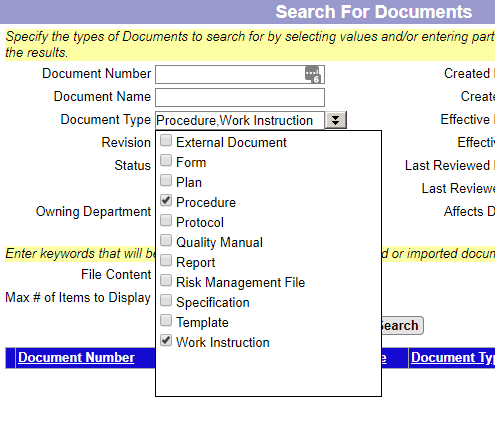 Search For Documents
Specify the types of Documents to search for by selecting values and/or entering part
the results.
Document Number 6 Created
Document Name Create
Document Type Procedure,Work Instruction Effective
Revision External Document Effecti
Form
Status Last Reviewed
Plan
Procedure Last Reviewe
Owning Department Affects D
Protocol
Quality Manual
Enter keywords that will be d or imported docum
Report
File Content
Risk Management File
Max # of Items to Display
Specification
Template Search
Work Instruction
Document Number e Document Typ